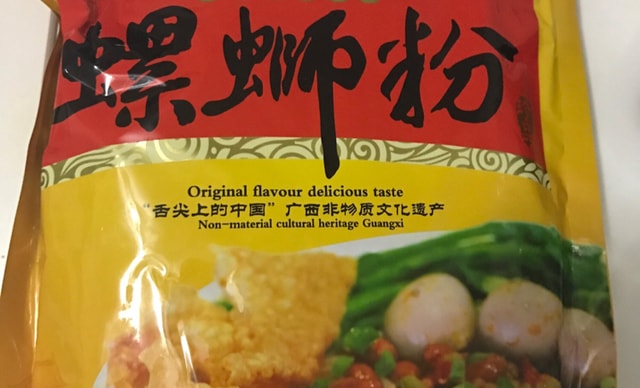 螺蛳粉
Original flavour delicious taste
"舌尖上的中国"广西非物质文化遗产
Non-material cultural heritage Guangxi